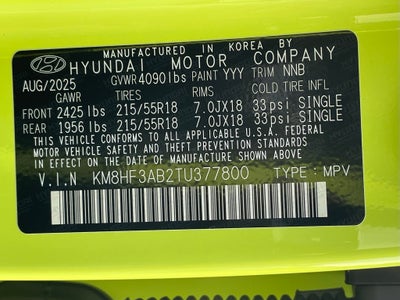 MANUFACTURED IN KOREA BY
HYUNDAI MOTOR COMPANY
AUG/2025 GVWR 4090 lbs PAINT YYY TRIM NNB
GAWR TIRES RIMS COLD TIRE INFL
FRONT 2425 lbs 215/55R18 7.0JX18 33psi SINGLE
REAR 1956 lbs 215/55R18 7.0JX18 33psi SINGLE
THIS VEHICLE CONFORMS TO ALL APPLICABLE U.S. FEDERAL
MOTOR VEHICLE SAFETY AND THEFT PREVENTION STANDARDS
IN EFFECT ON THE DATE OF MANUFACTURE SHOWN ABOVE.
V.I.N KM8HF3AB2TU377800 TYPE : MPV